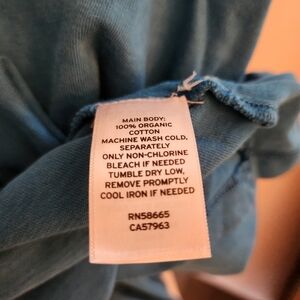 MAIN BODY:
100% ORGANIC
COTTON
MACHINE WASH COLD,
SEPARATELY
ONLY NON-CHLORINE
BLEACH IF NEEDED
TUMBLE DRY LOW,
REMOVE PROMPTLY
COOL IRON IF NEEDED
RN58665
CA57963